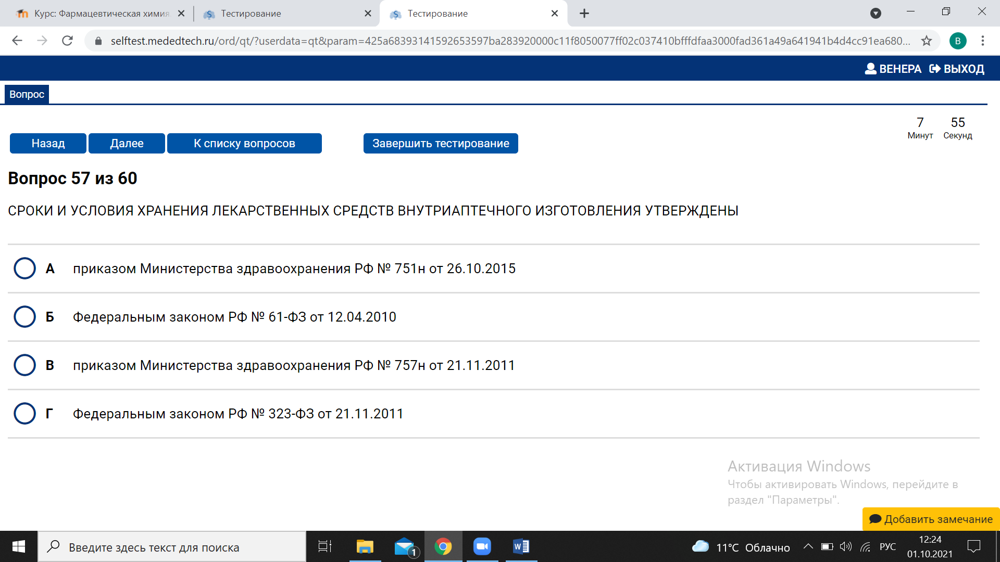 Курс: Фармацевтическая химия
Тестирование
Тестирование
selftest.mededtech.ru/ord/qt/?userdata=qt&param=425a68393141592653597ba283920000c11f8050077ff02c037410bfffdfaa3000fad361a49a641941b4d4cc91ea680...
В
ВЕНЕРА ВЫХОД
Вопрос
7 55
Минут Секунд
Назад Далее К списку вопросов Завершить тестирование
Вопрос 57 из 60
СРОКИ И УСЛОВИЯ ХРАНЕНИЯ ЛЕКАРСТВЕННЫХ СРЕДСТВ ВНУТРИАПТЕЧНОГО ИЗГОТОВЛЕНИЯ УТВЕРЖДЕНЫ
А приказом Министерства здравоохранения РФ № 751н от 26.10.2015
Б Федеральным законом РФ № 61-ФЗ от 12.04.2010
В приказом Министерства здравоохранения РФ № 757н от 21.11.2011
Г Федеральным законом РФ № 323-ФЗ от 21.11.2011
Активация Windows
Чтобы активировать Windows, перейдите в
раздел "Параметры".
Добавить замечание
Введите здесь текст для поиска
1
11°C Облачно
РУС
12:24
01.10.2021